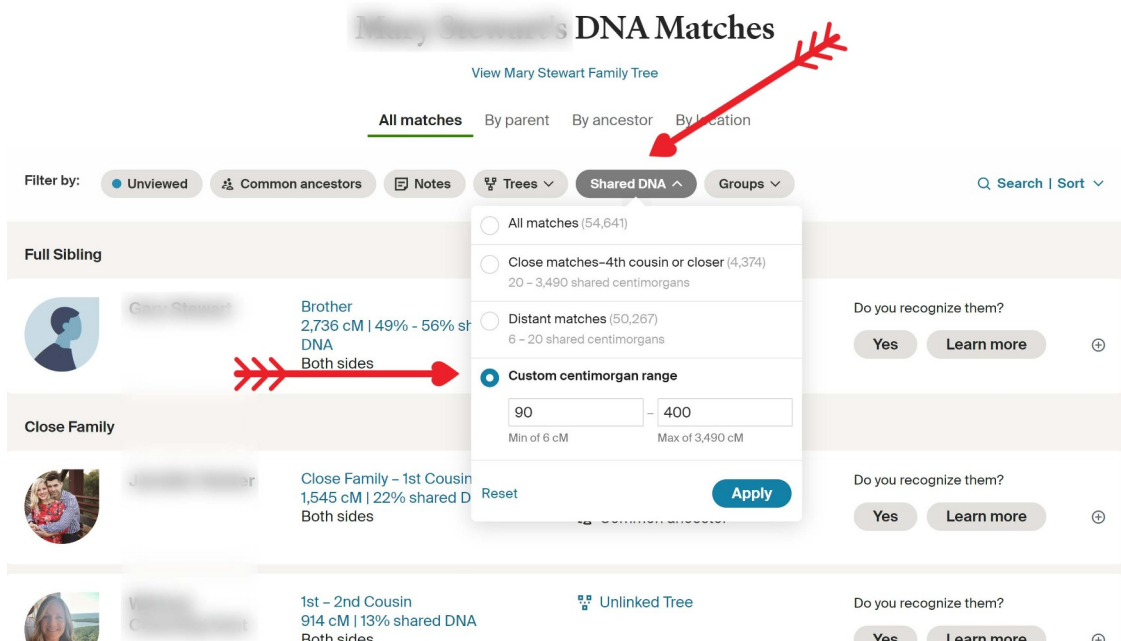 DNA Matches
View Mary Stewart Family Tree
All matches By parent By ancestor By location
Filter by: Unviewed Common ancestors Notes Trees Shared DNA Groups Search | Sort
All matches (54,641)
Close matches–4th cousin or closer (4,374)
20 – 3,490 shared centimorgans
Distant matches (50,267)
6 – 20 shared centimorgans
Custom centimorgan range
90 – 400
Min of 6 cM Max of 3,490 cM
Reset Apply
Full Sibling
Brother
2,736 cM | 49% - 56% sh
DNA
Both sides
Do you recognize them?
Yes Learn more
Close Family
Close Family – 1st Cousin
1,545 cM | 22% shared D
Both sides
Common ancestor
Do you recognize them?
Yes Learn more
1st – 2nd Cousin
914 cM | 13% shared DNA
Both sides
Unlinked Tree
Do you recognize them?
Yes Learn more